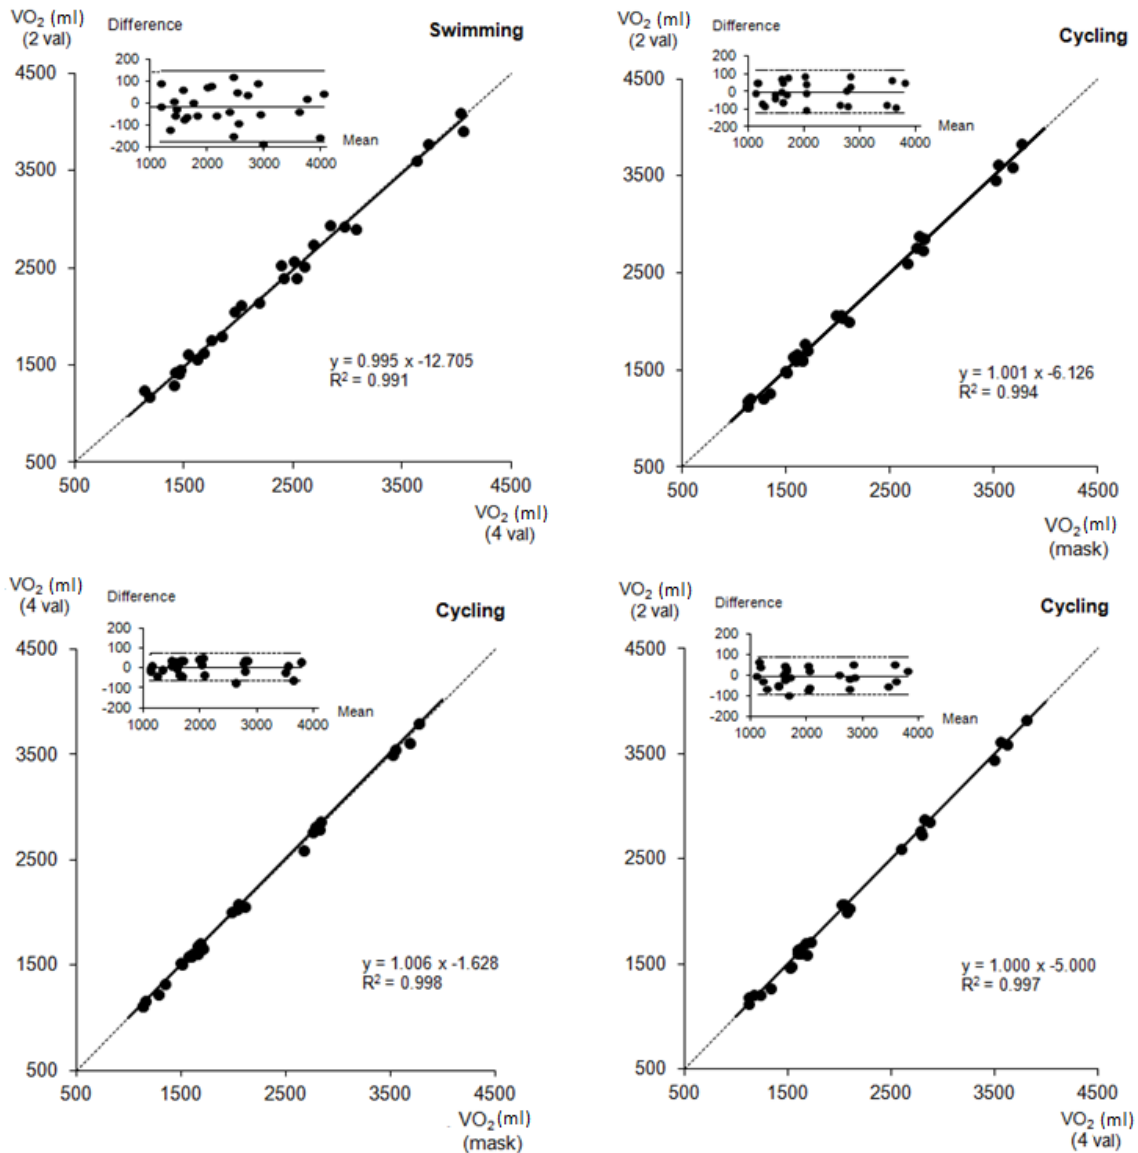 VO2 (ml)
(2 val)
Difference
Swimming
200
100
0
-100
-200
1000
2000
3000
4000
Mean
4500
3500
2500
1500
500
y = 0.995 x -12.705
R2 = 0.991
500
1500
2500
3500
4500
VO2 (ml)
(4 val)
VO2 (ml)
(2 val)
Difference
Cycling
200
100
0
-100
-200
1000
2000
3000
4000
Mean
4500
3500
2500
1500
500
y = 1.001 x -6.126
R2 = 0.994
500
1500
2500
3500
4500
VO2 (ml)
(mask)
VO2 (ml)
(4 val)
Difference
Cycling
200
100
0
-100
-200
1000
2000
3000
4000
Mean
4500
3500
2500
1500
500
y = 1.006 x -1.628
R2 = 0.998
500
1500
2500
3500
4500
VO2 (ml)
(mask)
VO2 (ml)
(2 val)
Difference
Cycling
200
100
0
-100
-200
1000
2000
3000
4000
Mean
4500
3500
2500
1500
500
y = 1.000 x -5.000
R2 = 0.997
500
1500
2500
3500
4500
VO2 (ml)
(4 val)